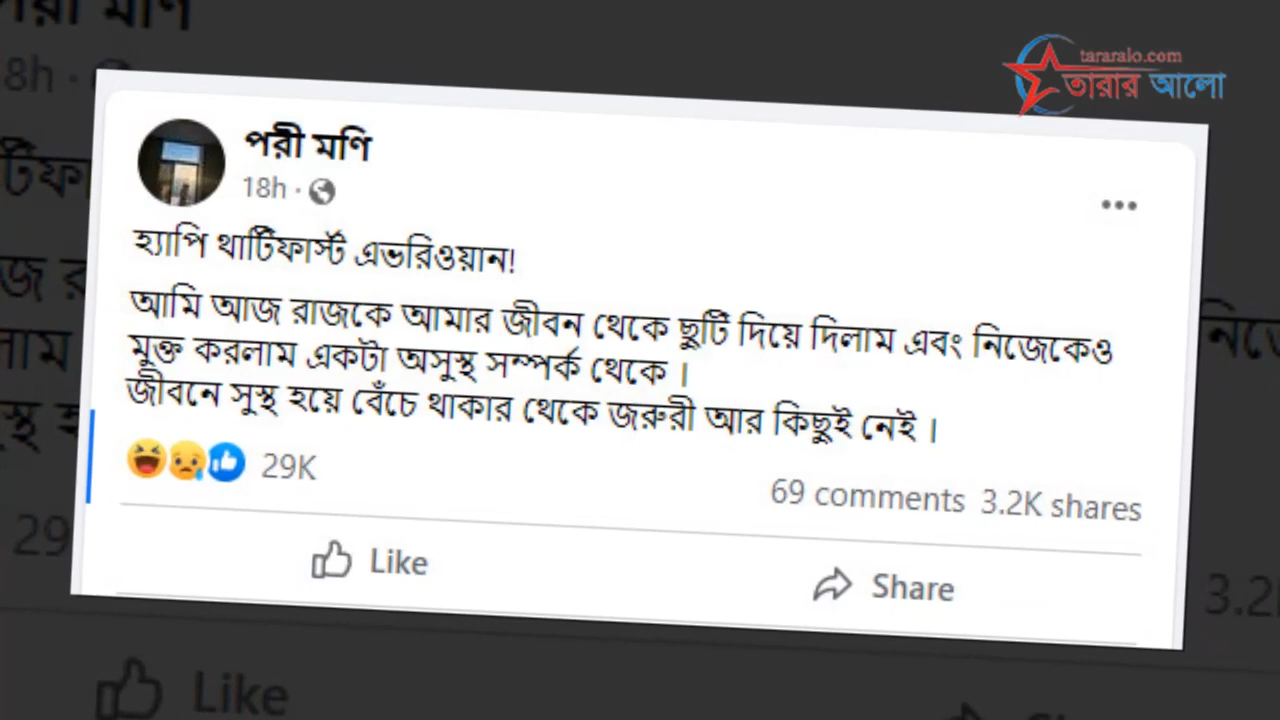 tararalo.com
তারার আলো
পরী মণি
18h
হ্যাপি থার্টিফার্স্ট এভরিওয়ান!
আমি আজ রাজকে আমার জীবন থেকে ছুটি দিয়ে দিলাম এবং নিজেকেও
মুক্ত করলাম একটা অসুস্থ সম্পর্ক থেকে।
জীবনে সুস্থ হয়ে বেঁচে থাকার থেকে জরুরী আর কিছুই নেই।
29K
69 comments 3.2K shares
Like
Share
Like